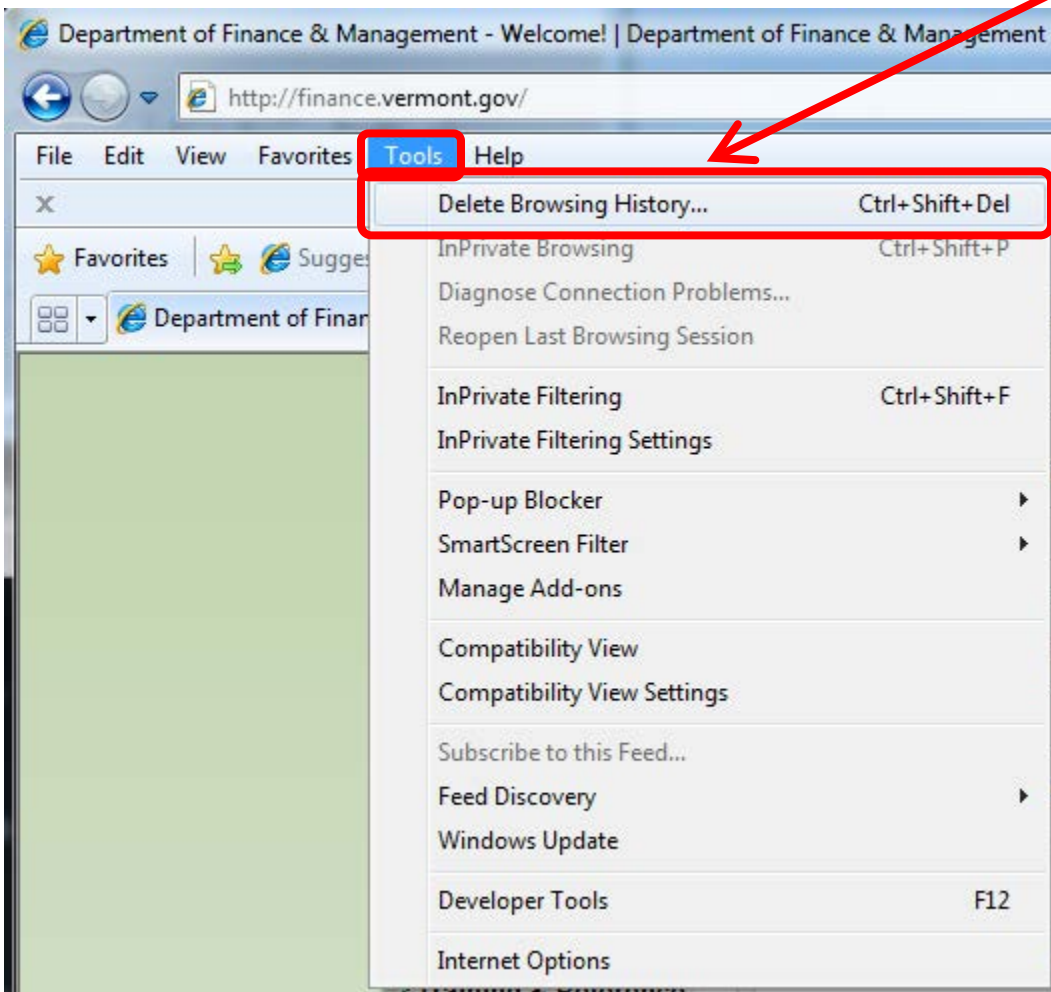 Department of Finance & Management - Welcome! | Department of Finance & Management
http://finance.vermont.gov/
File Edit View Favorites Tools Help
x
Delete Browsing History... Ctrl+Shift+Del
Favorites Sugges
InPrivate Browsing Ctrl+Shift+P
Diagnose Connection Problems...
Department of Finan
Reopen Last Browsing Session
InPrivate Filtering Ctrl+Shift+F
InPrivate Filtering Settings
Pop-up Blocker
SmartScreen Filter
Manage Add-ons
Compatibility View
Compatibility View Settings
Subscribe to this Feed...
Feed Discovery
Windows Update
Developer Tools F12
Internet Options